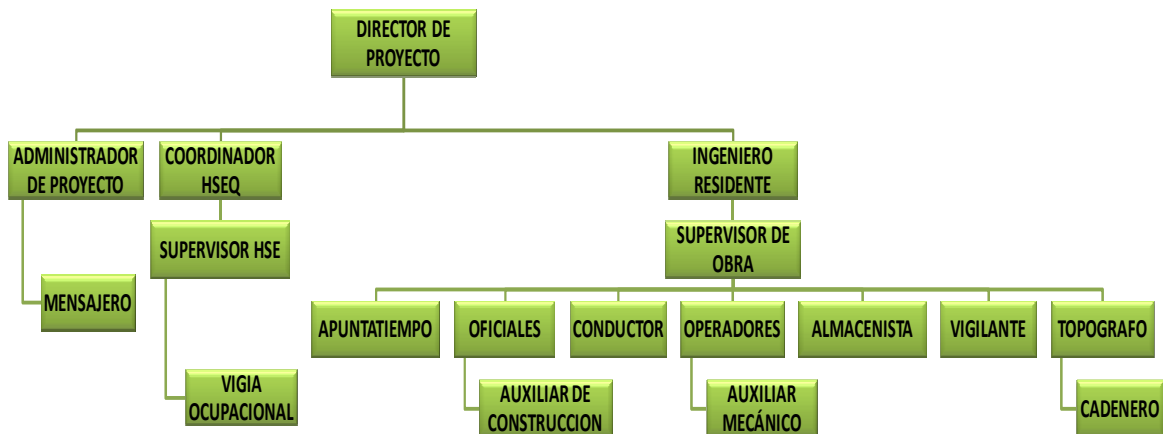 DIRECTOR DE
PROYECTO
ADMINISTRADOR
DE PROYECTO
COORDINADOR
HSEQ
INGENIERO
RESIDENTE
SUPERVISOR HSE
SUPERVISOR DE
OBRA
MENSAJERO
APUNTATIEMPO
OFICIALES
CONDUCTOR
OPERADORES
ALMACENISTA
VIGILANTE
TOPOGRAFO
VIGIA
OCUPACIONAL
AUXILIAR DE
CONSTRUCCION
AUXILIAR
MECÁNICO
CADENERO